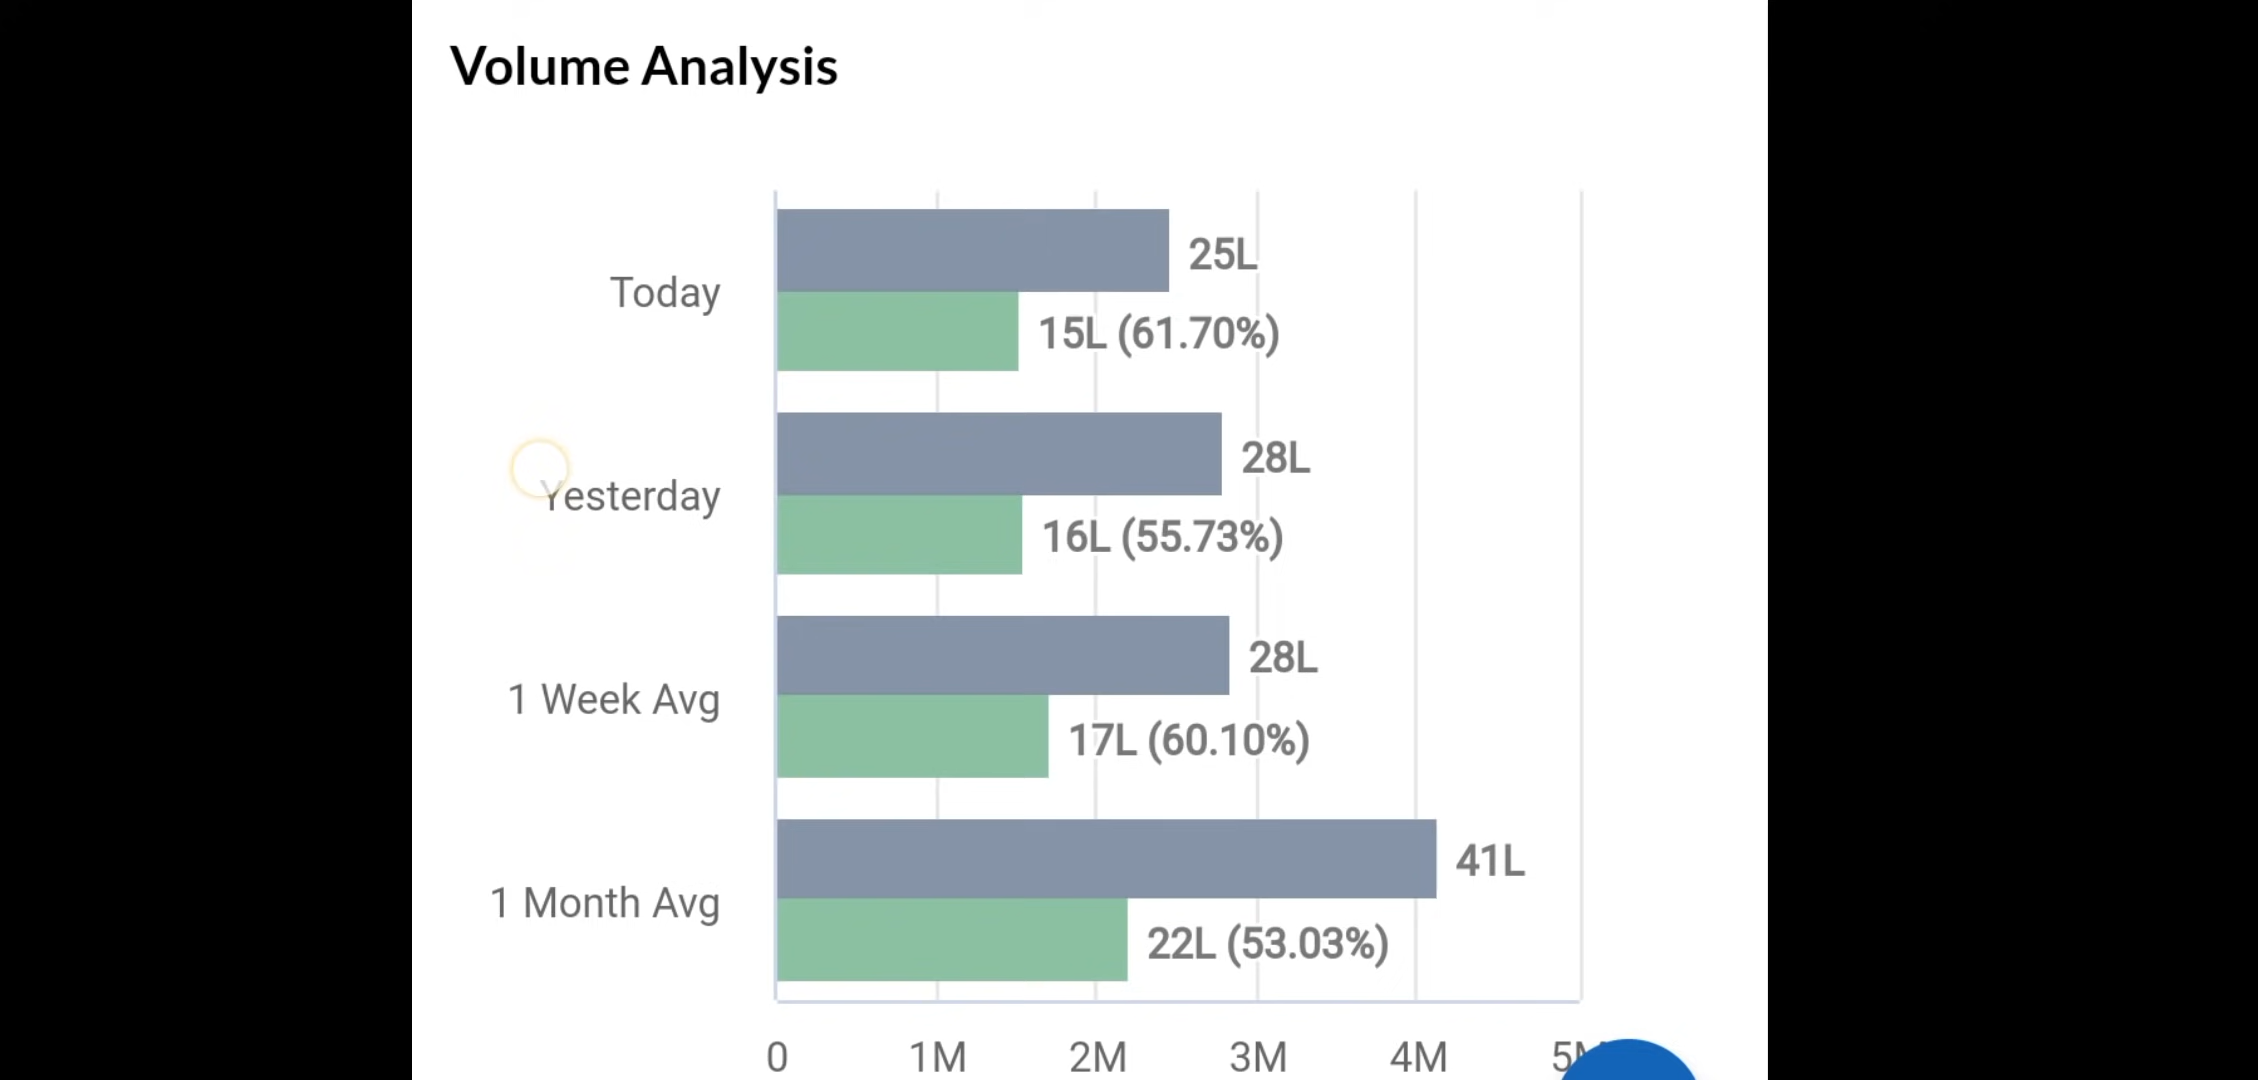 Volume Analysis
25L
Today
15L (61.70%)
28L
Yesterday
16L (55.73%)
28L
1 Week Avg
17L (60.10%)
41L
1 Month Avg
22L (53.03%)
0 1M 2M 3M 4M 5M